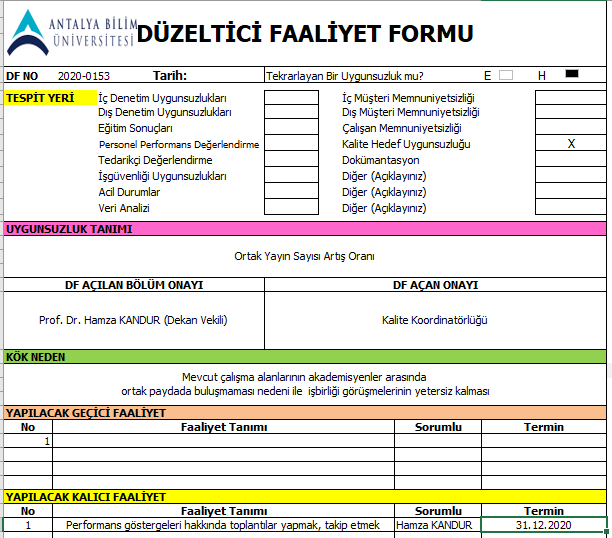 ANTALYA BİLİM
ÜNİVERSİTESİ
DÜZELTİCİ FAALİYET FORMU
DF NO 2020-0153 Tarih: Tekrarlayan Bir Uygunsuzluk mu? E H
TESPİT YERİ İç Denetim Uygunsuzlukları İç Müşteri Memnuniyetsizliği
Dış Denetim Uygunsuzlukları Dış Müşteri Memnuniyetsizliği
Eğitim Sonuçları Çalışan Memnuniyetsizliği
Personel Performans Değerlendirme Kalite Hedef Uygunsuzluğu X
Tedarikçi Değerlendirme Dokümantasyon
İşgüvenliği Uygunsuzlukları Diğer (Açıklayınız)
Acil Durumlar Diğer (Açıklayınız)
Veri Analizi Diğer (Açıklayınız)
UYGUNSUZLUK TANIMI
Ortak Yayın Sayısı Artış Oranı
DF AÇILAN BÖLÜM ONAYI DF AÇAN ONAYI
Prof. Dr. Hamza KANDUR (Dekan Vekili) Kalite Koordinatörlüğü
KÖK NEDEN
Mevcut çalışma alanlarının akademisyenler arasında
ortak paydada buluşmaması nedeni ile işbirliği görüşmelerinin yetersiz kalması
YAPILACAK GEÇİCİ FAALİYET
No Faaliyet Tanımı Sorumlu Termin
1
YAPILACAK KALICI FAALİYET
No Faaliyet Tanımı Sorumlu Termin
1 Performans göstergeleri hakkında toplantılar yapmak, takip etmek Hamza KANDUR 31.12.2020